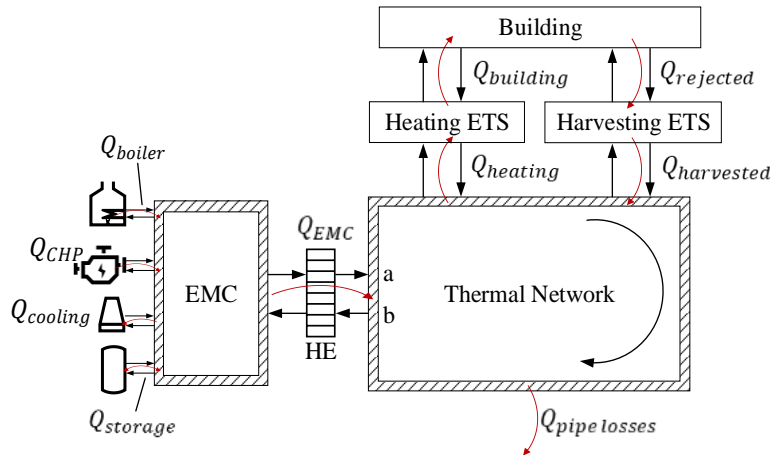 Building
Q_building
Q_rejected
Heating ETS
Harvesting ETS
Q_boiler
Q_heating
Q_harvested
Q_EMC
Q_CHP
a
EMC
Thermal Network
Q_cooling
b
HE
Q_storage
Q_pipe losses